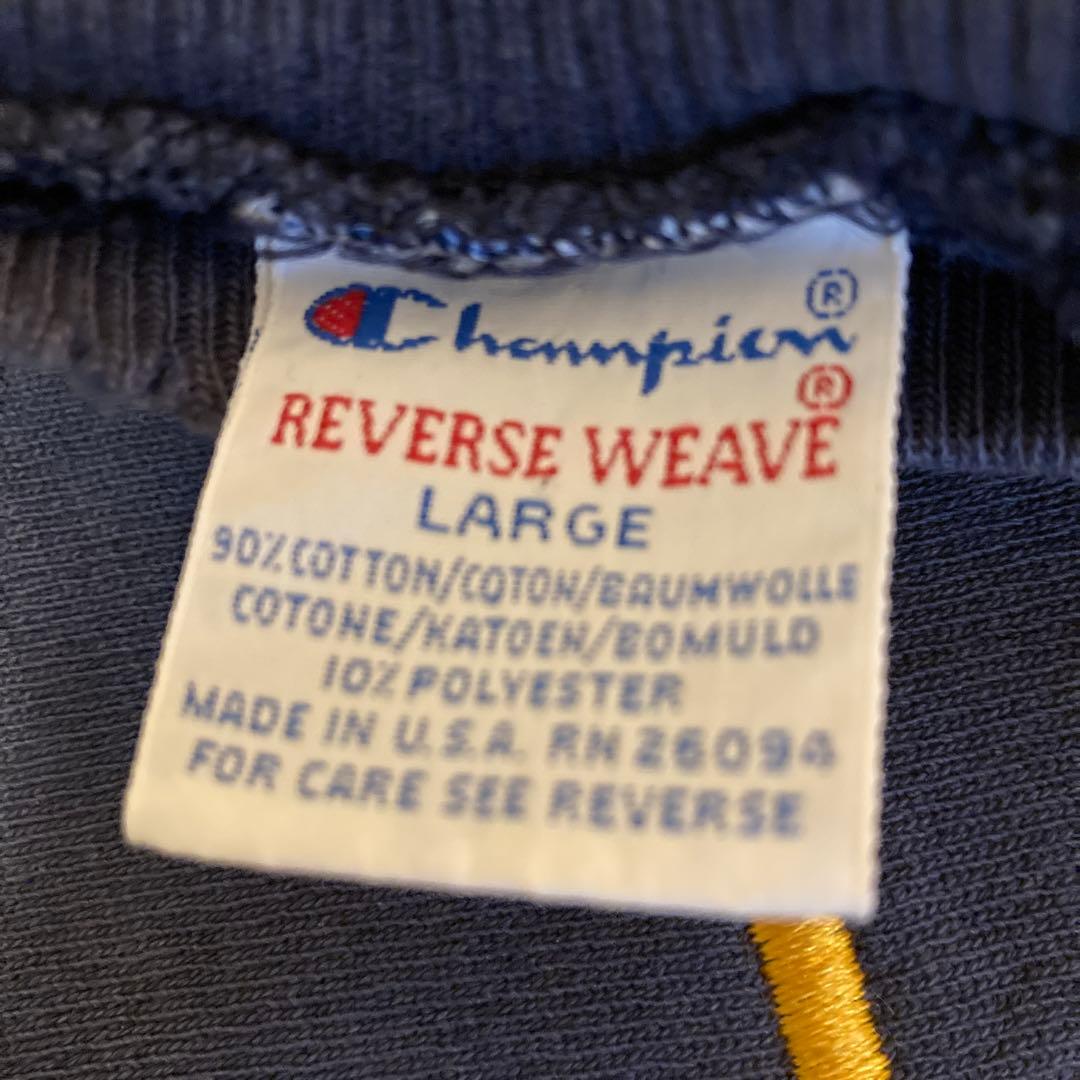 Champion®
REVERSE WEAVE®
LARGE
90% COTTON/COTON/BAUMWOLLE
COTONE/KATOEN/BOMULD
10% POLYESTER
MADE IN U.S.A. RN 26094
FOR CARE SEE REVERSE